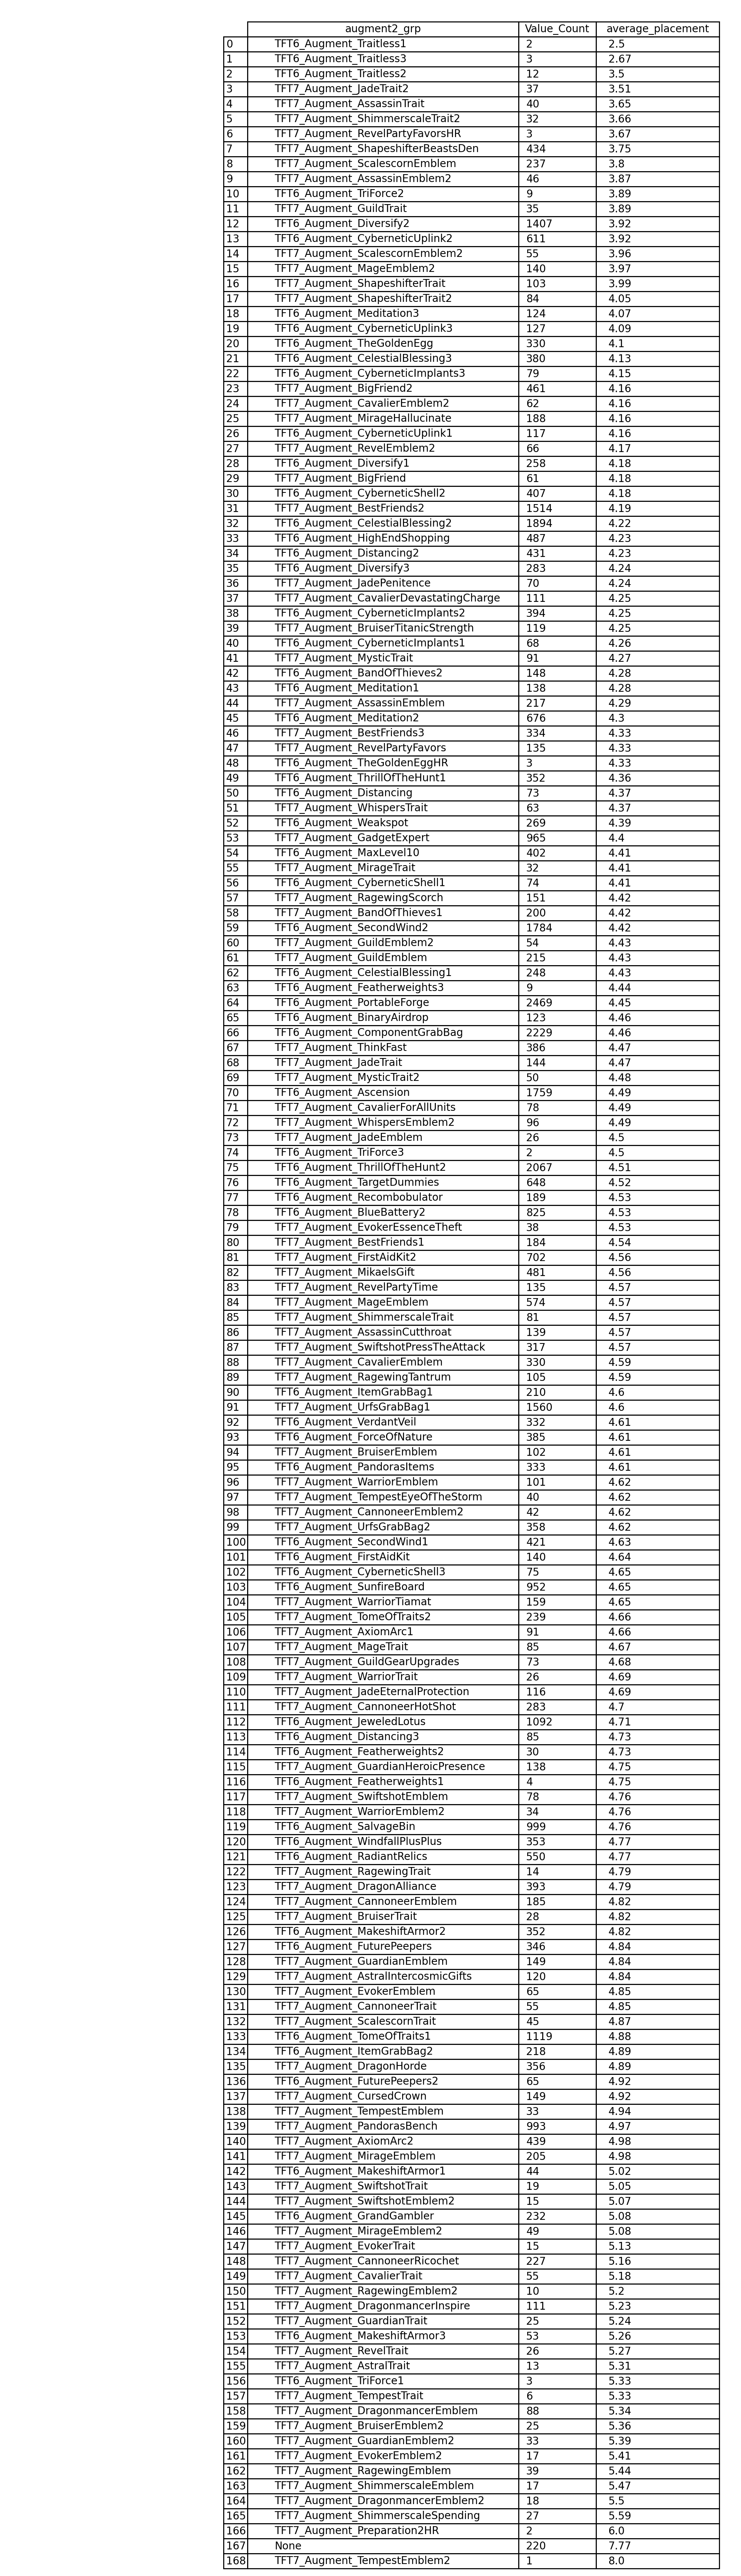 augment2_grp Value_Count average_placement
0 TFT6_Augment_Traitless1 2 2.5
1 TFT6_Augment_Traitless3 3 2.67
2 TFT6_Augment_Traitless2 12 3.5
3 TFT7_Augment_JadeTrait2 37 3.51
4 TFT7_Augment_AssassinTrait 40 3.65
5 TFT7_Augment_ShimmerscaleTrait2 32 3.66
6 TFT7_Augment_RevelPartyFavorsHR 3 3.67
7 TFT7_Augment_ShapeshifterBeastsDen 434 3.75
8 TFT7_Augment_ScalescornEmblem 237 3.8
9 TFT7_Augment_AssassinEmblem2 46 3.87
10 TFT6_Augment_TriForce2 9 3.89
11 TFT7_Augment_GuildTrait 35 3.89
12 TFT6_Augment_Diversify2 1407 3.92
13 TFT6_Augment_CyberneticUplink2 611 3.92
14 TFT7_Augment_ScalescornEmblem2 55 3.96
15 TFT7_Augment_MageEmblem2 140 3.97
16 TFT7_Augment_ShapeshifterTrait 103 3.99
17 TFT7_Augment_ShapeshifterTrait2 84 4.05
18 TFT6_Augment_Meditation3 124 4.07
19 TFT6_Augment_CyberneticUplink3 127 4.09
20 TFT6_Augment_TheGoldenEgg 330 4.1
21 TFT6_Augment_CelestialBlessing3 380 4.13
22 TFT6_Augment_CyberneticImplants3 79 4.15
23 TFT7_Augment_BigFriend2 461 4.16
24 TFT7_Augment_CavalierEmblem2 62 4.16
25 TFT7_Augment_MirageHallucinate 188 4.16
26 TFT6_Augment_CyberneticUplink1 117 4.16
27 TFT7_Augment_RevelEmblem2 66 4.17
28 TFT6_Augment_Diversify1 258 4.18
29 TFT7_Augment_BigFriend 61 4.18
30 TFT6_Augment_CyberneticShell2 407 4.18
31 TFT7_Augment_BestFriends2 1514 4.19
32 TFT6_Augment_CelestialBlessing2 1894 4.22
33 TFT6_Augment_HighEndShopping 487 4.23
34 TFT6_Augment_Distancing2 431 4.23
35 TFT6_Augment_Diversify3 283 4.24
36 TFT7_Augment_JadePenitence 70 4.24
37 TFT7_Augment_CavalierDevastatingCharge 111 4.25
38 TFT6_Augment_CyberneticImplants2 394 4.25
39 TFT7_Augment_BruiserTitanicStrength 119 4.25
40 TFT6_Augment_CyberneticImplants1 68 4.26
41 TFT7_Augment_MysticTrait 91 4.27
42 TFT6_Augment_BandOfThieves2 148 4.28
43 TFT6_Augment_Meditation1 138 4.28
44 TFT7_Augment_AssassinEmblem 217 4.29
45 TFT6_Augment_Meditation2 676 4.3
46 TFT7_Augment_BestFriends3 334 4.33
47 TFT7_Augment_RevelPartyFavors 135 4.33
48 TFT6_Augment_TheGoldenEggHR 3 4.33
49 TFT6_Augment_ThrillOfTheHunt1 352 4.36
50 TFT6_Augment_Distancing 73 4.37
51 TFT7_Augment_WhispersTrait 63 4.37
52 TFT6_Augment_Weakspot 269 4.39
53 TFT7_Augment_GadgetExpert 965 4.4
54 TFT6_Augment_MaxLevel10 402 4.41
55 TFT7_Augment_MirageTrait 32 4.41
56 TFT6_Augment_CyberneticShell1 74 4.41
57 TFT7_Augment_RagewingScorch 151 4.42
58 TFT7_Augment_BandOfThieves1 200 4.42
59 TFT6_Augment_SecondWind2 1784 4.42
60 TFT7_Augment_GuildEmblem2 54 4.43
61 TFT7_Augment_GuildEmblem 215 4.43
62 TFT6_Augment_CelestialBlessing1 248 4.43
63 TFT6_Augment_Featherweights3 9 4.44
64 TFT6_Augment_PortableForge 2469 4.45
65 TFT6_Augment_BinaryAirdrop 123 4.46
66 TFT6_Augment_ComponentGrabBag 2229 4.46
67 TFT7_Augment_ThinkFast 386 4.47
68 TFT7_Augment_JadeTrait 144 4.47
69 TFT7_Augment_MysticTrait2 50 4.48
70 TFT6_Augment_Ascension 1759 4.49
71 TFT7_Augment_CavalierForAllUnits 78 4.49
72 TFT7_Augment_WhispersEmblem2 96 4.49
73 TFT7_Augment_JadeEmblem 26 4.5
74 TFT6_Augment_TriForce3 2 4.5
75 TFT6_Augment_ThrillOfTheHunt2 2067 4.51
76 TFT6_Augment_TargetDummies 648 4.52
77 TFT6_Augment_Recombobulator 189 4.53
78 TFT6_Augment_BlueBattery2 825 4.53
79 TFT7_Augment_EvokerEssenceTheft 38 4.53
80 TFT7_Augment_BestFriends1 184 4.54
81 TFT6_Augment_FirstAidKit2 702 4.56
82 TFT7_Augment_MikaelsGift 481 4.56
83 TFT7_Augment_RevelPartyTime 135 4.57
84 TFT7_Augment_MageEmblem 574 4.57
85 TFT7_Augment_ShimmerscaleTrait 81 4.57
86 TFT7_Augment_AssassinCutthroat 139 4.57
87 TFT7_Augment_SwiftshotPressTheAttack 317 4.57
88 TFT7_Augment_CavalierEmblem 330 4.59
89 TFT7_Augment_RagewingTantrum 105 4.59
90 TFT6_Augment_ItemGrabBag1 210 4.6
91 TFT7_Augment_UrfsGrabBag1 1560 4.6
92 TFT6_Augment_VerdantVeil 332 4.61
93 TFT6_Augment_ForceOfNature 385 4.61
94 TFT7_Augment_BruiserEmblem 102 4.61
95 TFT6_Augment_PandorasItems 333 4.61
96 TFT7_Augment_WarriorEmblem 101 4.62
97 TFT7_Augment_TempestEyeOfTheStorm 40 4.62
98 TFT7_Augment_CannoneerEmblem2 42 4.62
99 TFT7_Augment_UrfsGrabBag2 358 4.62
100 TFT6_Augment_SecondWind1 421 4.63
101 TFT6_Augment_FirstAidKit 140 4.64
102 TFT6_Augment_CyberneticShell3 75 4.65
103 TFT6_Augment_SunfireBoard 952 4.65
104 TFT7_Augment_WarriorTiamat 159 4.65
105 TFT7_Augment_TomeOfTraits2 239 4.66
106 TFT7_Augment_AxiomArc1 91 4.66
107 TFT7_Augment_MageTrait 85 4.67
108 TFT7_Augment_GuildGearUpgrades 73 4.68
109 TFT7_Augment_WarriorTrait 26 4.69
110 TFT7_Augment_JadeEternalProtection 116 4.69
111 TFT7_Augment_CannoneerHotShot 283 4.7
112 TFT6_Augment_JeweledLotus 1092 4.71
113 TFT6_Augment_Distancing3 85 4.73
114 TFT6_Augment_Featherweights2 30 4.73
115 TFT7_Augment_GuardianHeroicPresence 138 4.75
116 TFT6_Augment_Featherweights1 4 4.75
117 TFT7_Augment_SwiftshotEmblem 78 4.76
118 TFT7_Augment_WarriorEmblem2 34 4.76
119 TFT6_Augment_SalvageBin 999 4.76
120 TFT6_Augment_WindfallPlusPlus 353 4.77
121 TFT6_Augment_RadiantRelics 550 4.77
122 TFT7_Augment_RagewingTrait 14 4.79
123 TFT7_Augment_DragonAlliance 393 4.79
124 TFT7_Augment_CannoneerEmblem 185 4.82
125 TFT7_Augment_BruiserTrait 28 4.82
126 TFT6_Augment_MakeshiftArmor2 352 4.82
127 TFT6_Augment_FuturePeepers 346 4.84
128 TFT7_Augment_GuardianEmblem 149 4.84
129 TFT7_Augment_AstralIntercosmicGifts 120 4.84
130 TFT7_Augment_EvokerEmblem 65 4.85
131 TFT7_Augment_CannoneerTrait 55 4.85
132 TFT7_Augment_ScalescornTrait 45 4.87
133 TFT6_Augment_TomeOfTraits1 1119 4.88
134 TFT6_Augment_ItemGrabBag2 218 4.89
135 TFT7_Augment_DragonHorde 356 4.89
136 TFT6_Augment_FuturePeepers2 65 4.92
137 TFT7_Augment_CursedCrown 149 4.92
138 TFT7_Augment_TempestEmblem 33 4.94
139 TFT7_Augment_PandorasBench 993 4.97
140 TFT7_Augment_AxiomArc2 439 4.98
141 TFT7_Augment_MirageEmblem 205 4.98
142 TFT6_Augment_MakeshiftArmor1 44 5.02
143 TFT7_Augment_SwiftshotTrait 19 5.05
144 TFT7_Augment_SwiftshotEmblem2 15 5.07
145 TFT6_Augment_GrandGambler 232 5.08
146 TFT7_Augment_MirageEmblem2 49 5.08
147 TFT7_Augment_EvokerTrait 15 5.13
148 TFT7_Augment_CannoneerRicochet 227 5.16
149 TFT7_Augment_CavalierTrait 55 5.18
150 TFT7_Augment_RagewingEmblem2 10 5.2
151 TFT7_Augment_DragonmancerInspire 111 5.23
152 TFT7_Augment_GuardianTrait 25 5.24
153 TFT6_Augment_MakeshiftArmor3 53 5.26
154 TFT7_Augment_RevelTrait 26 5.27
155 TFT7_Augment_AstralTrait 13 5.31
156 TFT6_Augment_TriForce1 3 5.33
157 TFT7_Augment_TempestTrait 6 5.33
158 TFT7_Augment_DragonmancerEmblem 88 5.34
159 TFT7_Augment_BruiserEmblem2 25 5.36
160 TFT7_Augment_GuardianEmblem2 33 5.39
161 TFT7_Augment_EvokerEmblem2 17 5.41
162 TFT7_Augment_RagewingEmblem 39 5.44
163 TFT7_Augment_ShimmerscaleEmblem 17 5.47
164 TFT7_Augment_DragonmancerEmblem2 18 5.5
165 TFT7_Augment_ShimmerscaleSpending 27 5.59
166 TFT7_Augment_Preparation2HR 2 6.0
167 None 220 7.77
168 TFT7_Augment_TempestEmblem2 1 8.0